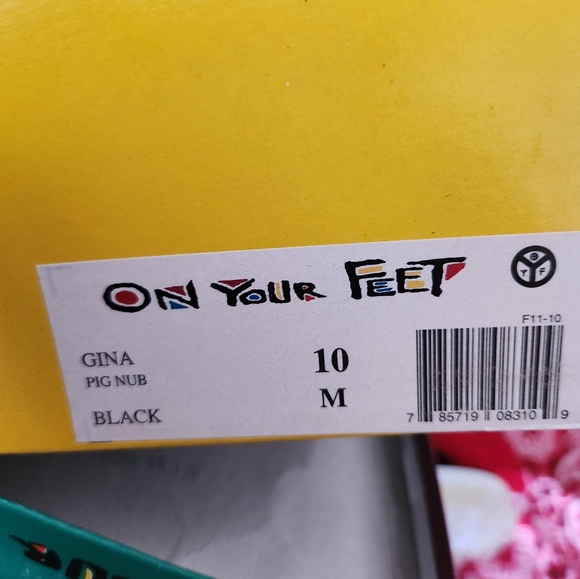 ON YOUR FEET
F11-10
GINA 10
PIG NUB
BLACK M
7 85719 08310 9